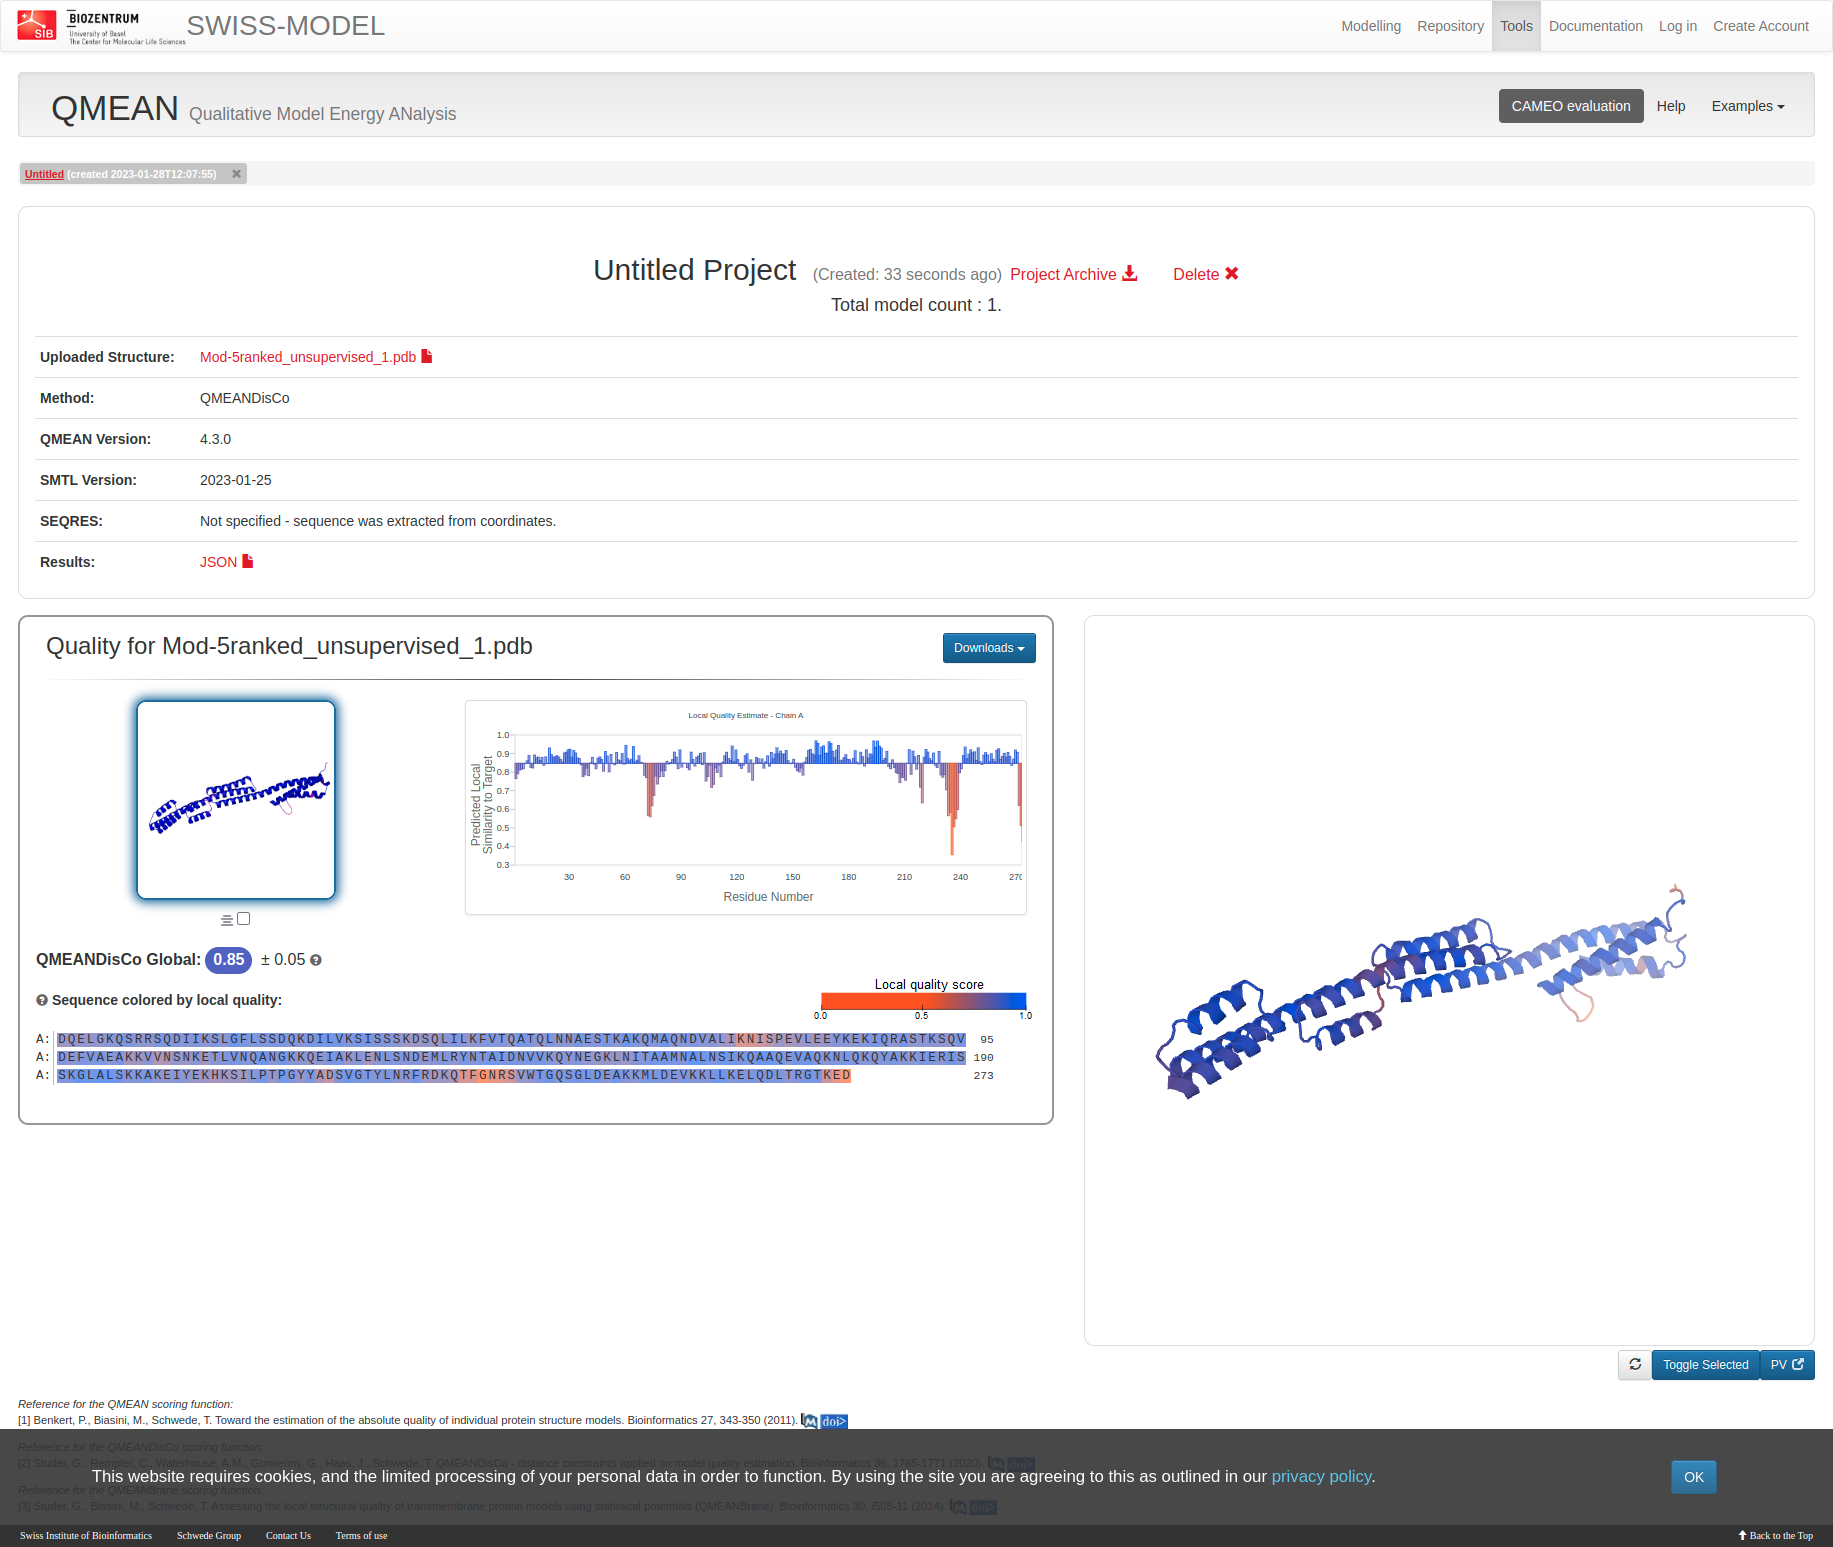 SIB
BIOZENTRUM
University of Basel
The Center for Molecular Life Sciences
SWISS-MODEL
Modelling Repository Tools Documentation Log in Create Account
QMEAN Qualitative Model Energy ANalysis
CAMEO evaluation Help Examples
Untitled (created 2023-01-28T12:07:55)
Untitled Project (Created: 33 seconds ago) Project Archive Delete
Total model count : 1.
Uploaded Structure: Mod-5ranked_unsupervised_1.pdb
Method: QMEANDisCo
QMEAN Version: 4.3.0
SMTL Version: 2023-01-25
SEQRES: Not specified - sequence was extracted from coordinates.
Results: JSON
Quality for Mod-5ranked_unsupervised_1.pdb
Downloads
Local Quality Estimate - Chain A
Predicted Local
Similarity to Target
1.0
0.9
0.8
0.7
0.6
0.5
0.4
0.3
30 60 90 120 150 180 210 240 270
Residue Number
QMEANDisCo Global: 0.85 ± 0.05
Sequence colored by local quality:
Local quality score
0.0 0.5 1.0
A: DQELGKQSRRSQDIIKSLGFLSSDQKDILVKSISSSKDSQLILKFVTQATQLNNAESTKAKQMAQNDVALIKNISPEVLEEYKEKIQRASTKSQV 95
A: DEFVAEAKKVVNSNKETLVNQANGKKQEIAKLENLSNDEMLRYNTAIDNVVKQYNEGKLNITAAMNALNSIKQAAQEVAQKNLQKQYAKKIERIS 190
A: SKGLALSKKAKEIYEKHKSILPTPGYYADSVGTYLNRFRDKQTFGNRSVWTGQSGLDEAKKMLDEVKKLLKELQDLTRGTKED 273
Toggle Selected PV
Reference for the QMEAN scoring function:
[1] Benkert, P., Biasini, M., Schwede, T. Toward the estimation of the absolute quality of individual protein structure models. Bioinformatics 27, 343-350 (2011). M doi>
Reference for the QMEANDisCo scoring function:
[2] Studer, G., Rempfer, C., Waterhouse, A.M., Gumienny, G., Haas, J., Schwede, T. QMEANDisCo - distance constraints applied on model quality estimation. Bioinformatics 36, 1765-1771 (2020). M doi>
This website requires cookies, and the limited processing of your personal data in order to function. By using the site you are agreeing to this as outlined in our privacy policy.
OK
Reference for the QMEANBrane scoring function:
[3] Studer, G., Biasini, M., Schwede, T. Assessing the local structural quality of transmembrane protein models using statistical potentials (QMEANBrane). Bioinformatics 30, i505-11 (2014). M doi>
Swiss Institute of Bioinformatics Schwede Group Contact Us Terms of use
Back to the Top